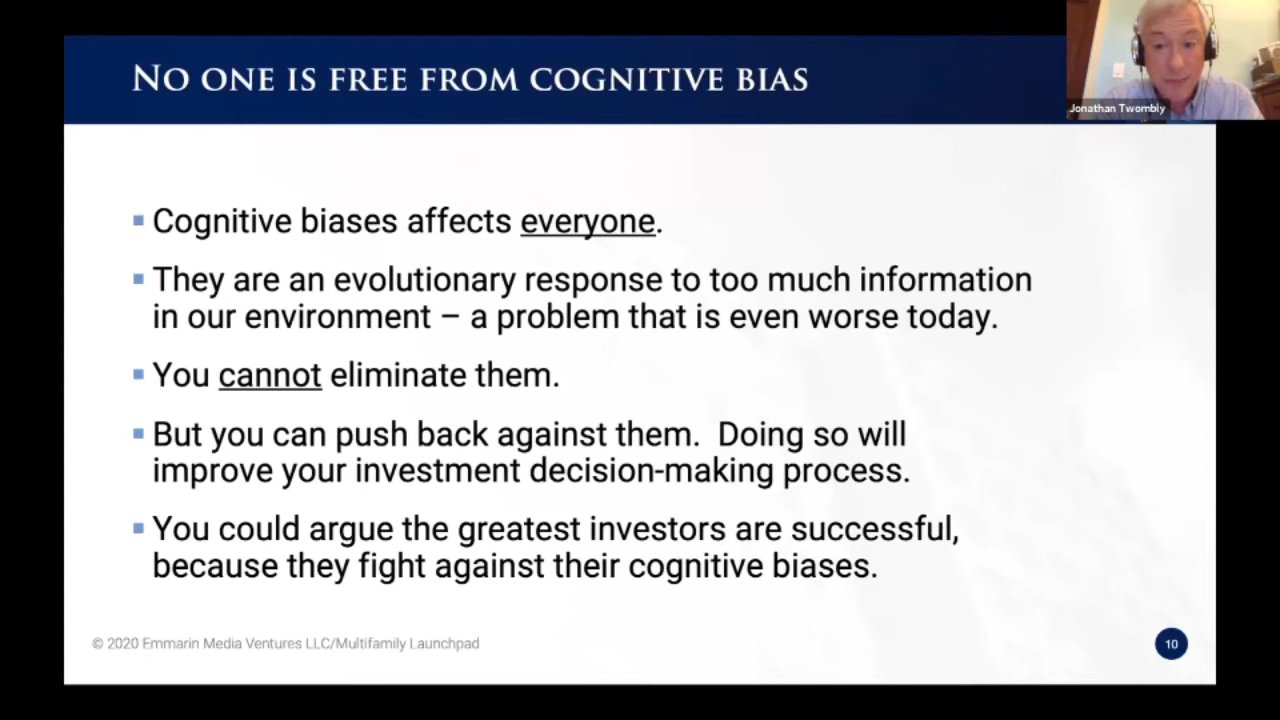 NO ONE IS FREE FROM COGNITIVE BIAS
Jonathan Twombly
Cognitive biases affects everyone.
They are an evolutionary response to too much information
in our environment – a problem that is even worse today.
You cannot eliminate them.
But you can push back against them.  Doing so will
improve your investment decision-making process.
You could argue the greatest investors are successful,
because they fight against their cognitive biases.
© 2020 Emmarin Media Ventures LLC/Multifamily Launchpad
10